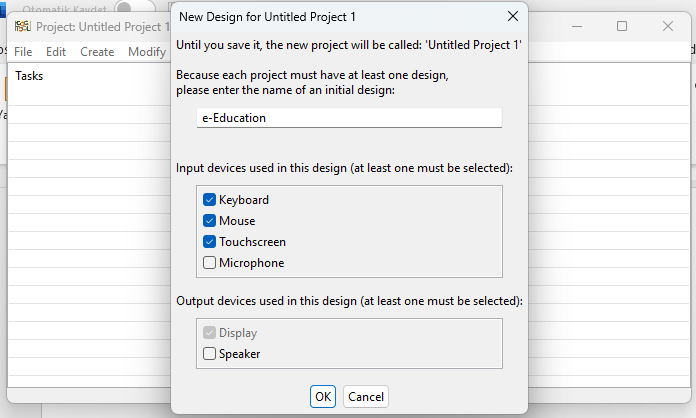 Otomatik Kaydet
New Design for Untitled Project 1
Project: Untitled Project 1
File Edit Create Modify
Tasks
Until you save it, the new project will be called: 'Untitled Project 1'
Because each project must have at least one design,
please enter the name of an initial design:
e-Education
Input devices used in this design (at least one must be selected):
Keyboard
Mouse
Touchscreen
Microphone
Output devices used in this design (at least one must be selected):
Display
Speaker
OK Cancel